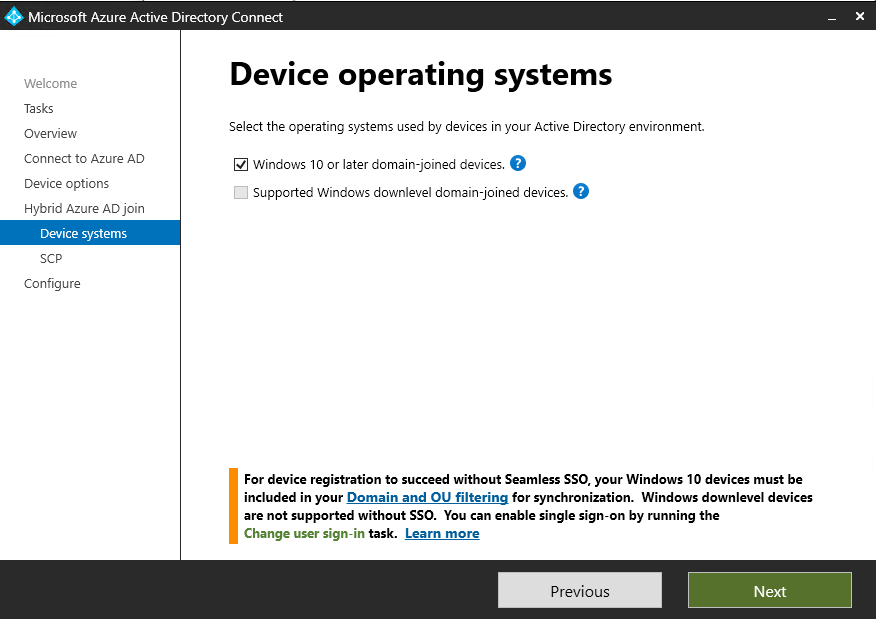 Microsoft Azure Active Directory Connect
Welcome
Tasks
Overview
Connect to Azure AD
Device options
Hybrid Azure AD join
Device systems
SCP
Configure
Device operating systems
Select the operating systems used by devices in your Active Directory environment.
Windows 10 or later domain-joined devices. ?
Supported Windows downlevel domain-joined devices. ?
For device registration to succeed without Seamless SSO, your Windows 10 devices must be
included in your Domain and OU filtering for synchronization. Windows downlevel devices
are not supported without SSO. You can enable single sign-on by running the
Change user sign-in task. Learn more
Previous
Next